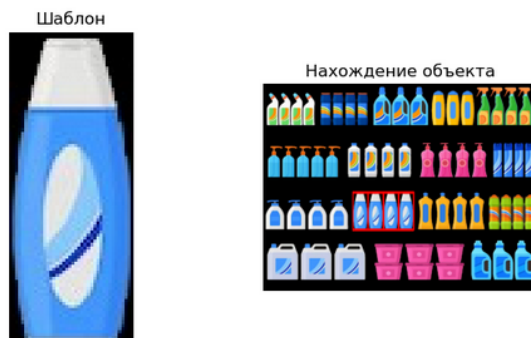 Шаблон
Нахождение объекта